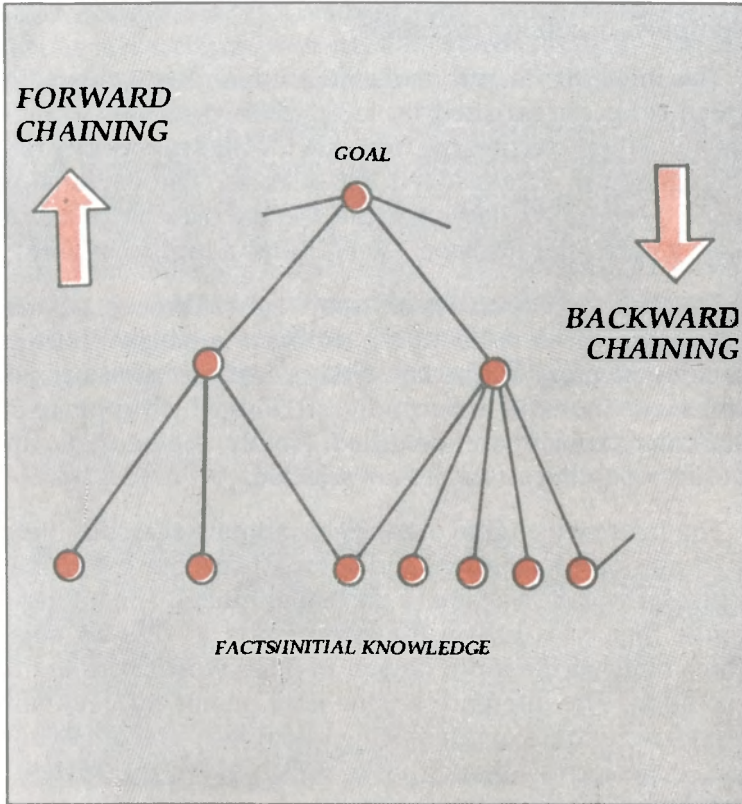 FORWARD
CHAINING
GOAL
BACKWARD
CHAINING
FACTS/INITIAL KNOWLEDGE